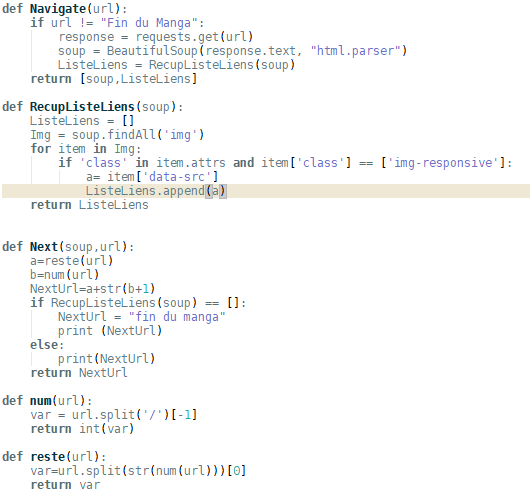 def Navigate(url):
    if url != "Fin du Manga":
        response = requests.get(url)
        soup = BeautifulSoup(response.text, "html.parser")
        ListeLiens = RecupListeLiens(soup)
    return [soup,ListeLiens]

def RecupListeLiens(soup):
    ListeLiens = []
    Img = soup.findAll('img')
    for item in Img:
        if 'class' in item.attrs and item['class'] == ['img-responsive']:
            a= item['data-src']
            ListeLiens.append(a)
    return ListeLiens

def Next(soup,url):
    a=reste(url)
    b=num(url)
    NextUrl=a+str(b+1)
    if RecupListeLiens(soup) == []:
        NextUrl = "fin du manga"
        print (NextUrl)
    else:
        print(NextUrl)
    return NextUrl

def num(url):
    var = url.split('/')[-1]
    return int(var)

def reste(url):
    var=url.split(str(num(url)))[0]
    return var